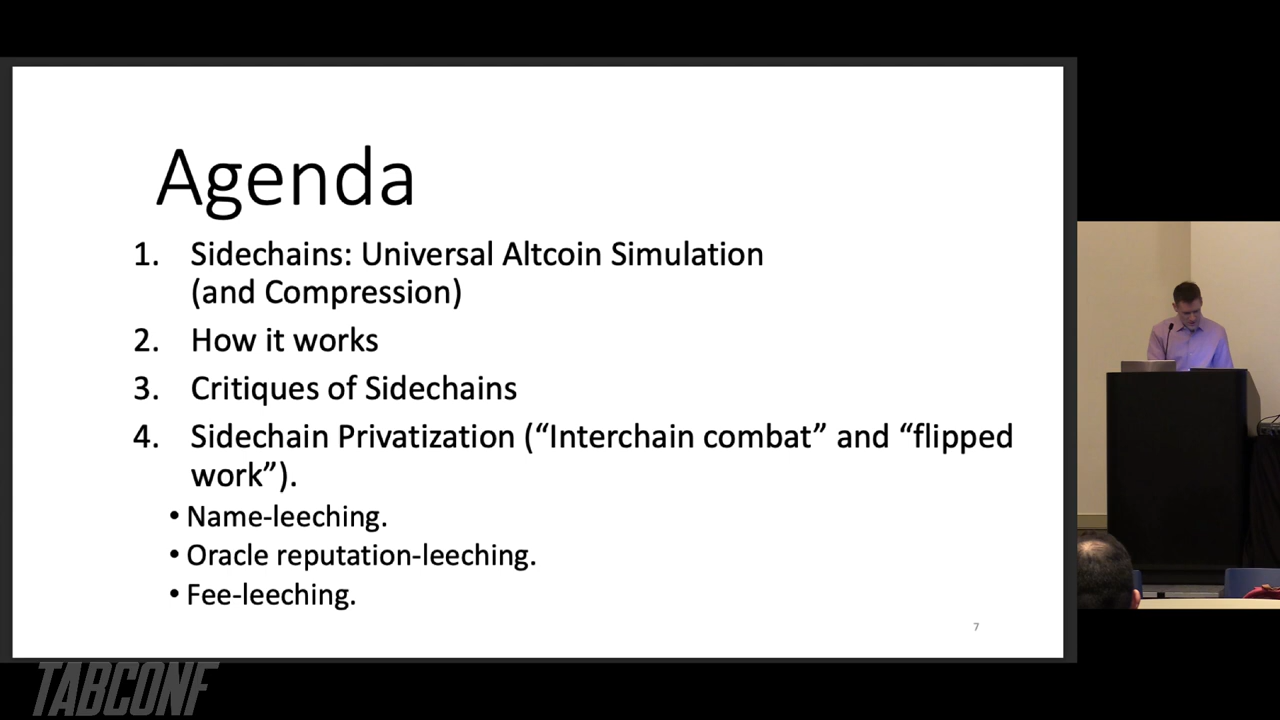 Agenda
1. Sidechains: Universal Altcoin Simulation
(and Compression)
2. How it works
3. Critiques of Sidechains
4. Sidechain Privatization (“Interchain combat” and “flipped
work”).
• Name-leeching.
• Oracle reputation-leeching.
• Fee-leeching.
7
TABCONF